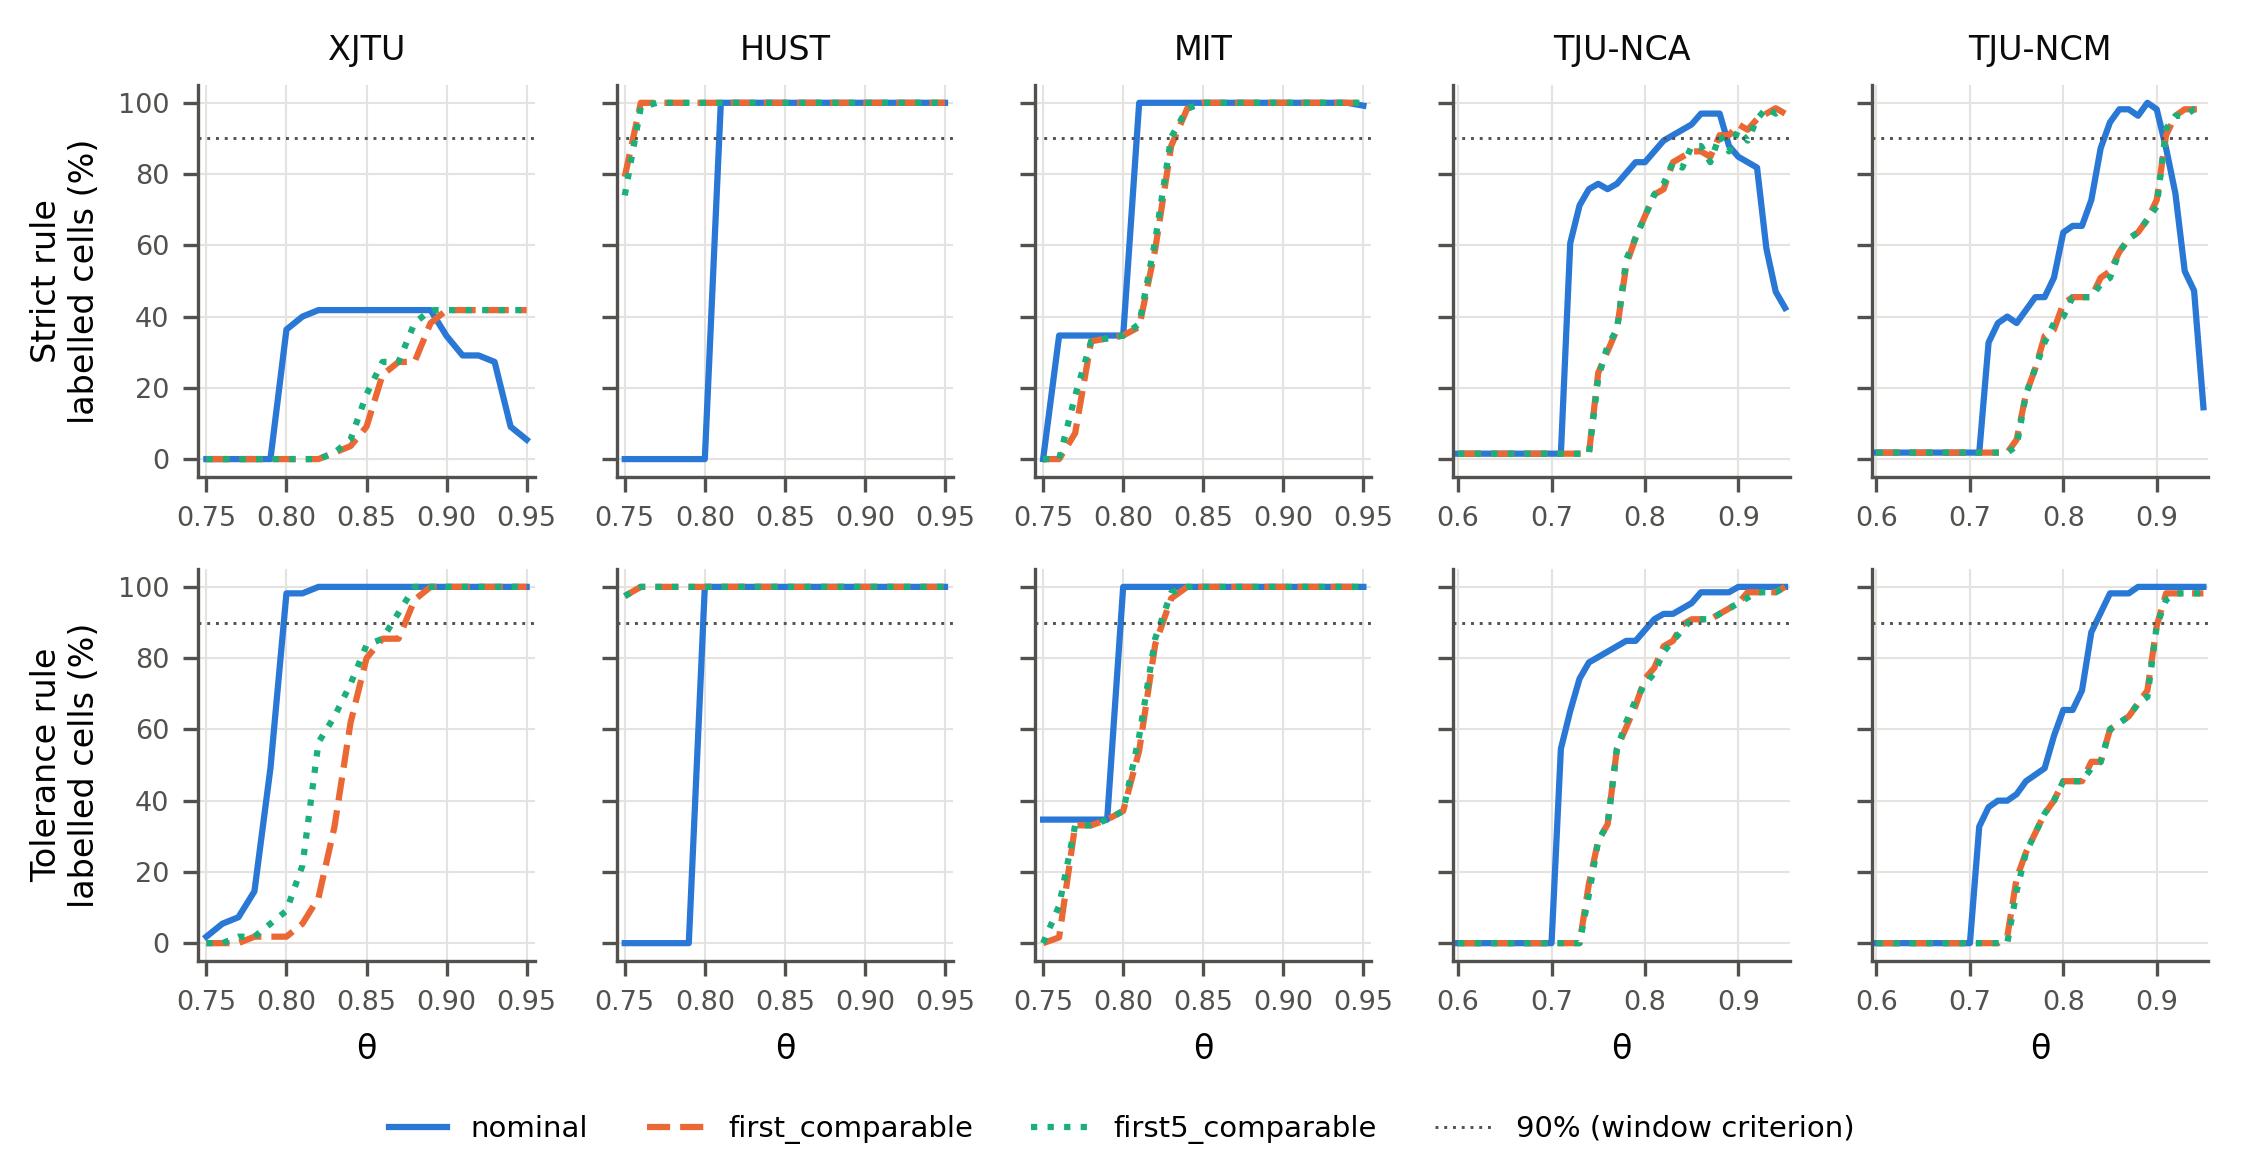 XJTU HUST MIT TJU-NCA TJU-NCM
Strict rule
labelled cells (%)
100
80
60
40
20
0
0.75 0.80 0.85 0.90 0.95 0.75 0.80 0.85 0.90 0.95 0.75 0.80 0.85 0.90 0.95 0.6 0.7 0.8 0.9 0.6 0.7 0.8 0.9
Tolerance rule
labelled cells (%)
100
80
60
40
20
0
0.75 0.80 0.85 0.90 0.95 0.75 0.80 0.85 0.90 0.95 0.75 0.80 0.85 0.90 0.95 0.6 0.7 0.8 0.9 0.6 0.7 0.8 0.9
θ θ θ θ θ
nominal first_comparable first5_comparable 90% (window criterion)